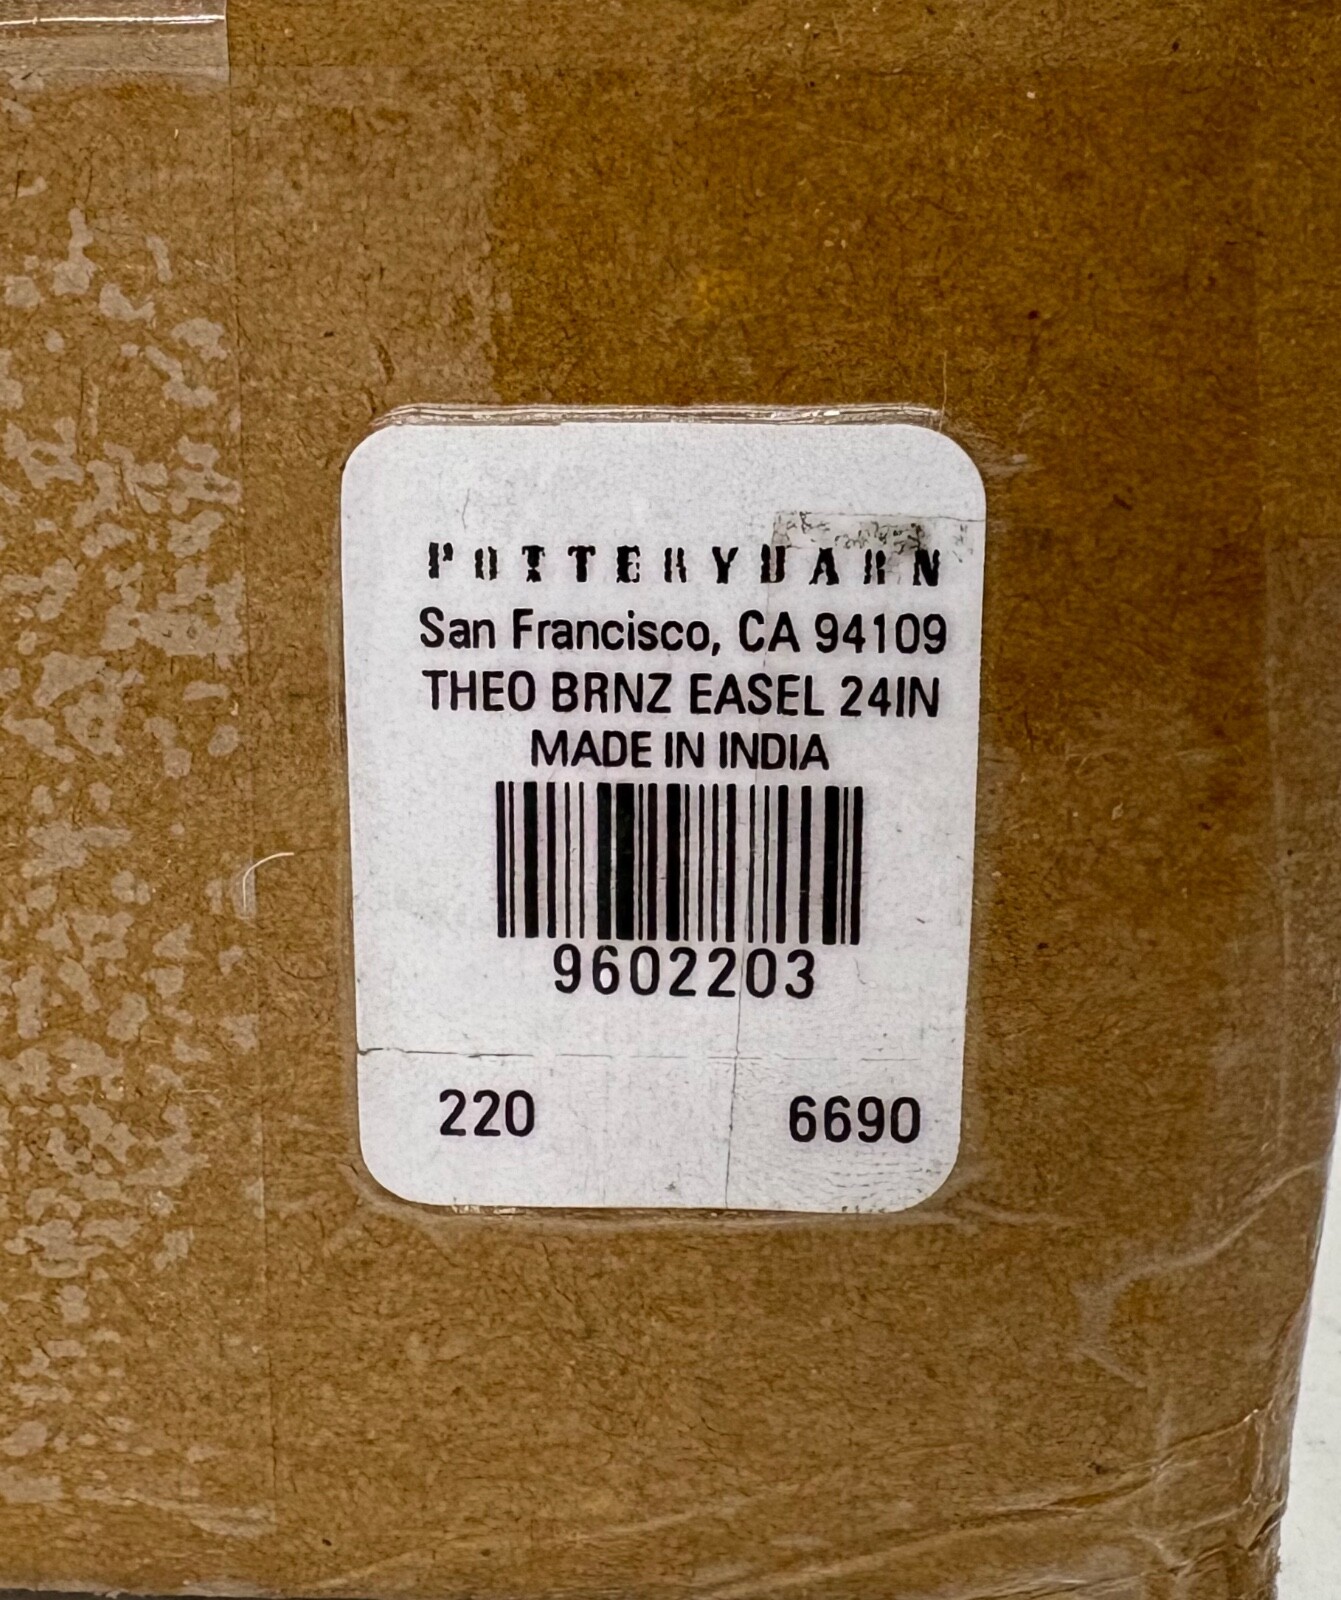 POTTERYBARN
San Francisco, CA 94109
THEO BRNZ EASEL 24IN
MADE IN INDIA
9602203
220 6690